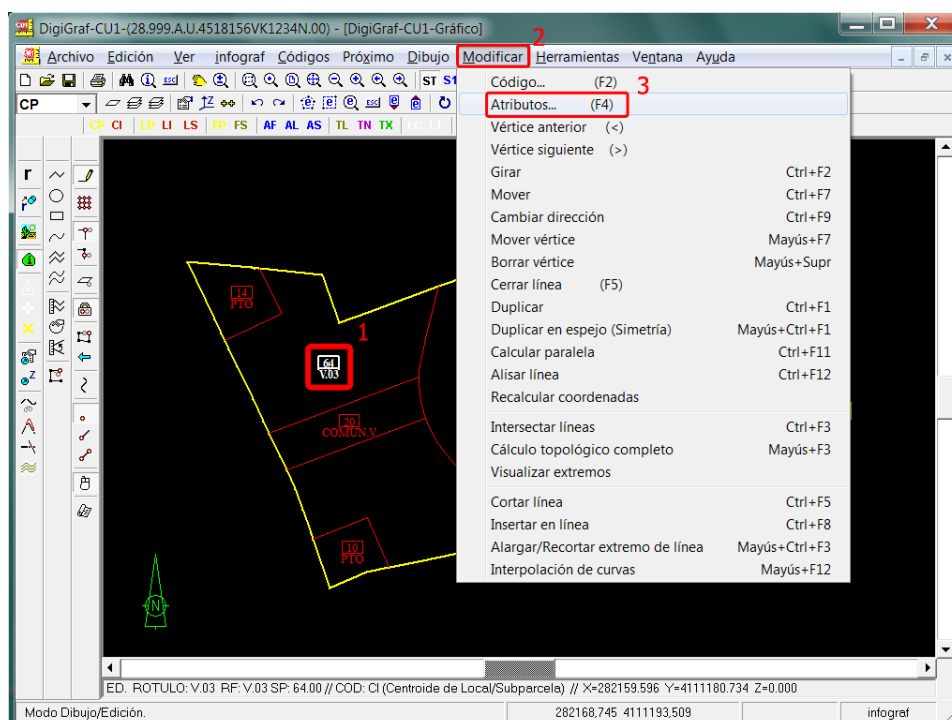 DigiGraf-CU1-(28.999.A.U.4518156VK1234N.00) - [DigiGraf-CU1-Gráfico]
2
Archivo Edición Ver infograf Códigos Próximo Dibujo Modificar Herramientas Ventana Ayuda
ST
CP
CP CI LP LI LS FP FS AF AL AS TL TN TX LC LT
Código... (F2)
3
Atributos... (F4)
Vértice anterior (<)
Vértice siguiente (>)
Girar Ctrl+F2
Mover Ctrl+F7
Cambiar dirección Ctrl+F9
Mover vértice Mayús+F7
Borrar vértice Mayús+Supr
Cerrar línea (F5)
Duplicar Ctrl+F1
Duplicar en espejo (Simetría) Mayús+Ctrl+F1
Calcular paralela Ctrl+F11
Alisar línea Ctrl+F12
Recalcular coordenadas
Intersectar líneas Ctrl+F3
Cálculo topológico completo Mayús+F3
Visualizar extremos
Cortar línea Ctrl+F5
Insertar en línea Ctrl+F8
Alargar/Recortar extremo de línea Mayús+Ctrl+F3
Interpolación de curvas Mayús+F12
14
PTO
1
64
V.03
20
COMUN.V
10
PTO
N
ED. ROTULO: V.03 RF: V.03 SP: 64.00 // COD: CI (Centroide de Local/Subparcela) // X=282159.596 Y=4111180.734 Z=0.000
Modo Dibujo/Edición. 282168,745 4111193,509 infograf